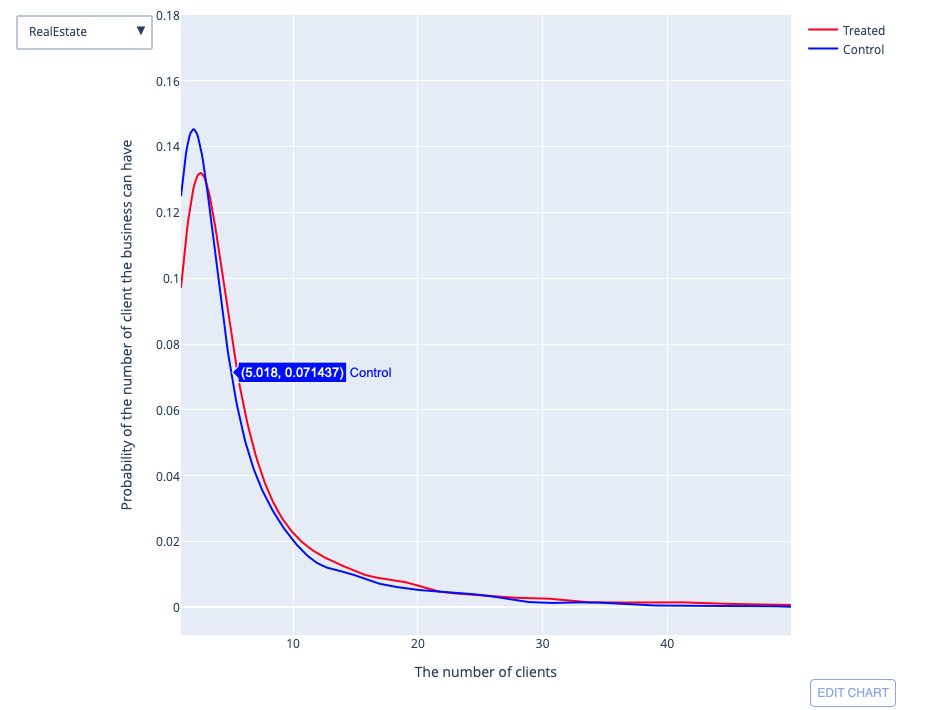 RealEstate ▼
Treated
Control
Probability of the number of client the business can have
0.18
0.16
0.14
0.12
0.1
0.08
0.06
0.04
0.02
0
(5.018, 0.071437) Control
10 20 30 40
The number of clients
EDIT CHART